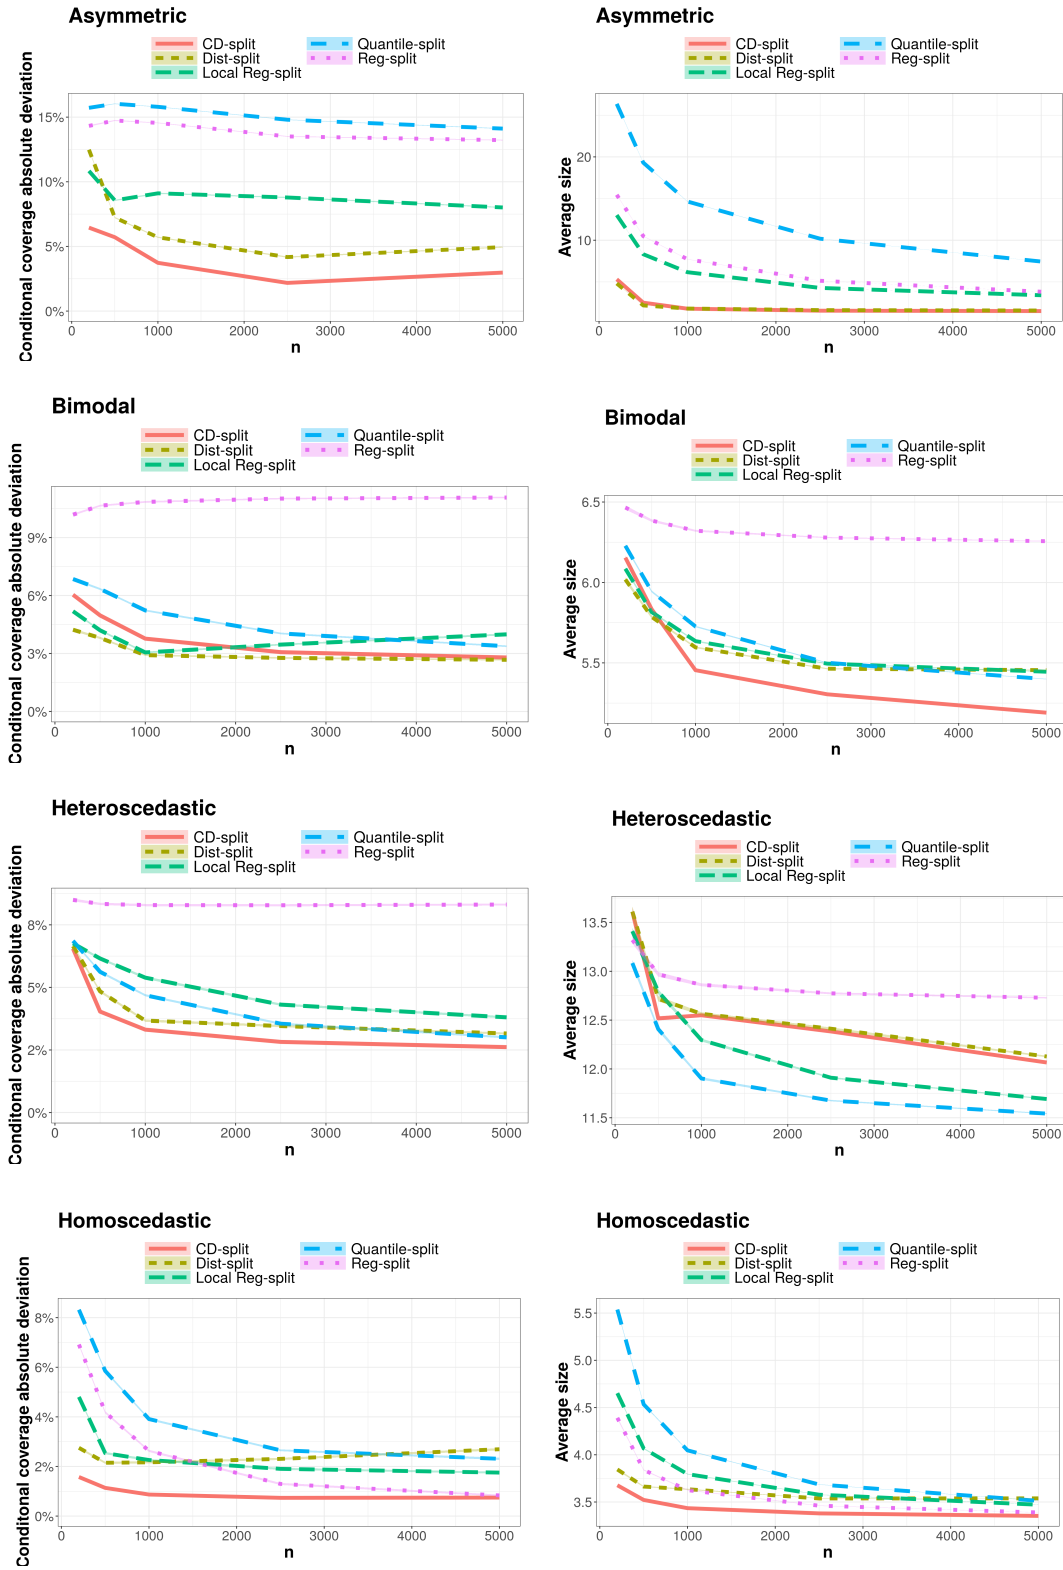 Asymmetric
CD-split
Quantile-split
Dist-split
Reg-split
Local Reg-split
Conditonal coverage absolute deviation
15%
10%
5%
0%
0
1000
2000
3000
4000
5000
n
Asymmetric
CD-split
Quantile-split
Dist-split
Reg-split
Local Reg-split
Average size
20
10
0
1000
2000
3000
4000
5000
n
Bimodal
CD-split
Quantile-split
Dist-split
Reg-split
Local Reg-split
Conditonal coverage absolute deviation
9%
6%
3%
0%
0
1000
2000
3000
4000
5000
n
Bimodal
CD-split
Quantile-split
Dist-split
Reg-split
Local Reg-split
Average size
6.5
6.0
5.5
0
1000
2000
3000
4000
5000
n
Heteroscedastic
CD-split
Quantile-split
Dist-split
Reg-split
Local Reg-split
Conditonal coverage absolute deviation
8%
5%
2%
0%
0
1000
2000
3000
4000
5000
n
Heteroscedastic
CD-split
Quantile-split
Dist-split
Reg-split
Local Reg-split
Average size
13.5
13.0
12.5
12.0
11.5
0
1000
2000
3000
4000
5000
n
Homoscedastic
CD-split
Quantile-split
Dist-split
Reg-split
Local Reg-split
Conditonal coverage absolute deviation
8%
6%
4%
2%
0%
0
1000
2000
3000
4000
5000
n
Homoscedastic
CD-split
Quantile-split
Dist-split
Reg-split
Local Reg-split
Average size
5.5
5.0
4.5
4.0
3.5
0
1000
2000
3000
4000
5000
n